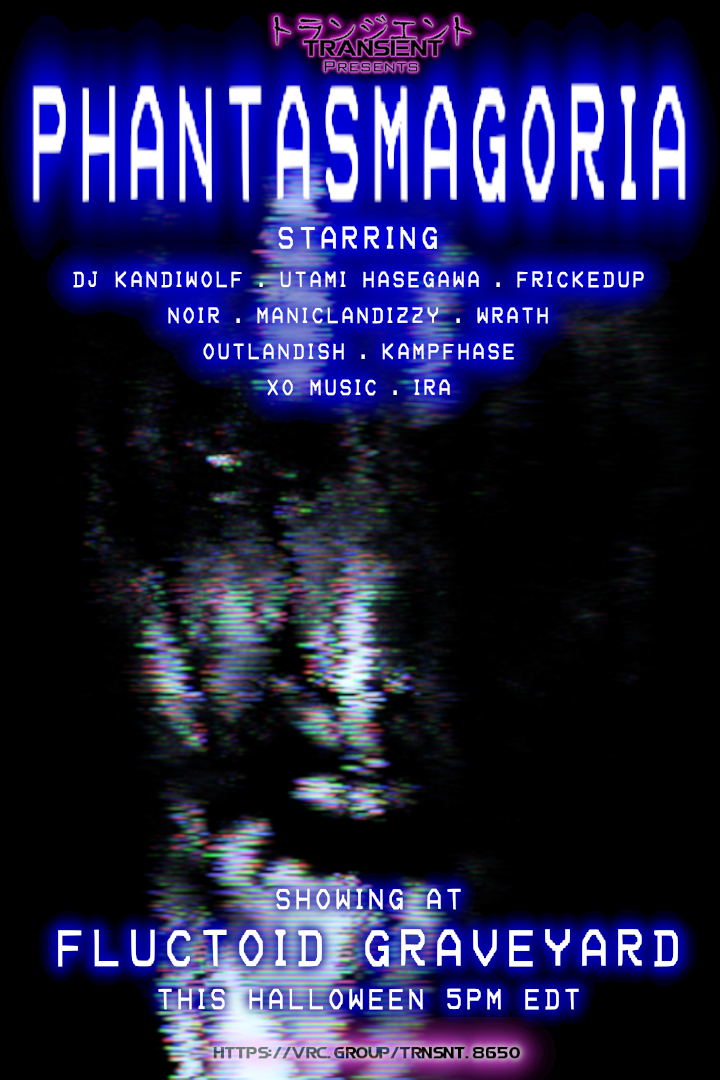 トランジエント
TRANSIENT
PRESENTS
PHANTASMAGORIA
STARRING
DJ KANDIWOLF . UTAMI HASEGAWA . FRICKEDUP
NOIR . MANICLANDIZZY . WRATH
OUTLANDISH . KAMPFHASE
XO MUSIC . IRA
SHOWING AT
FLUCTOID GRAVEYARD
THIS HALLOWEEN 5PM EDT
HTTPS://VRC.GROUP/TRNSNT.8650